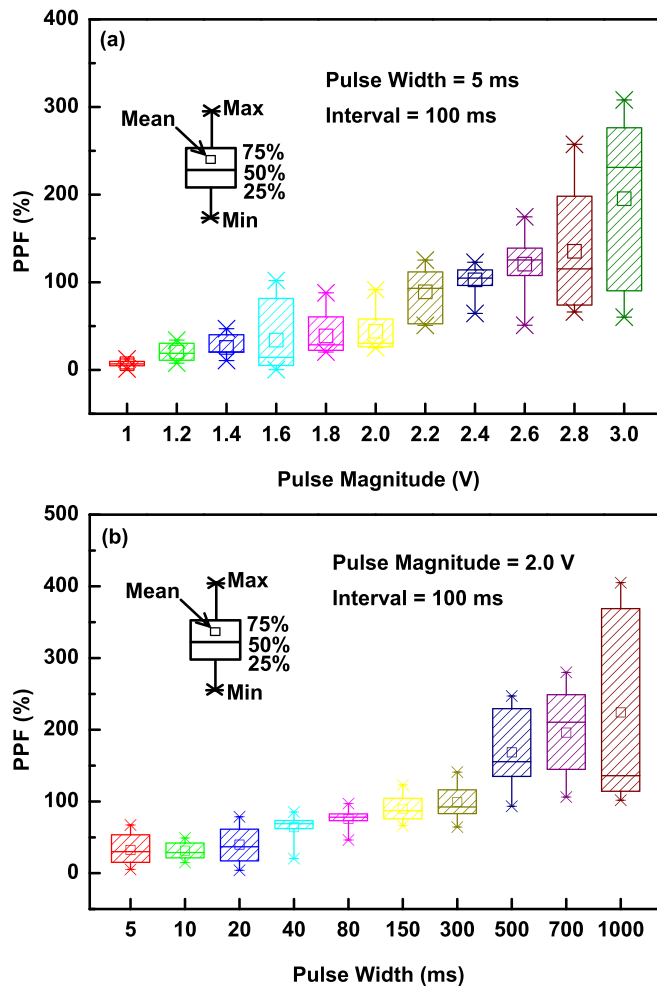 400
(a)
Pulse Width = 5 ms
Max
300
Interval = 100 ms
Mean
75%
50%
25%
200
Min
PPF (%)
100
0
1 1.2 1.4 1.6 1.8 2.0 2.2 2.4 2.6 2.8 3.0
Pulse Magnitude (V)
500
(b)
Pulse Magnitude = 2.0 V
400
Max
Interval = 100 ms
Mean
75%
50%
25%
300
Min
PPF (%)
200
100
0
5 10 20 40 80 150 300 500 700 1000
Pulse Width (ms)